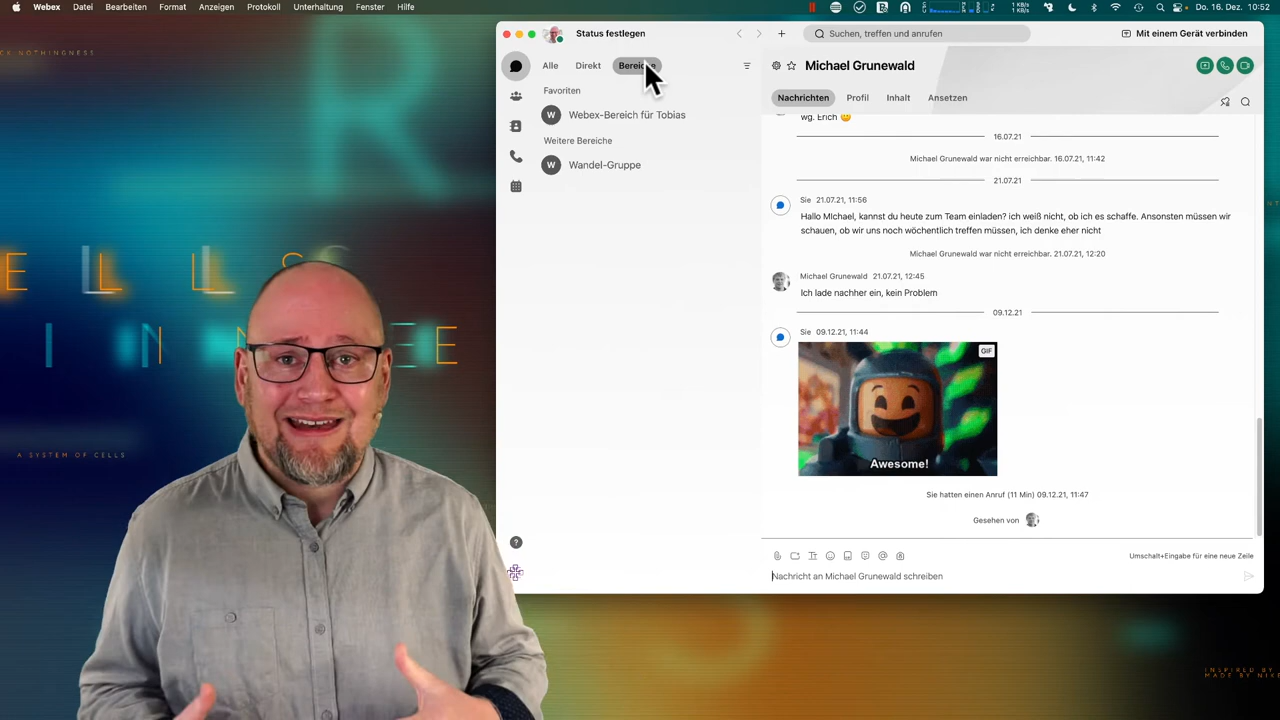 Webex Datei Bearbeiten Format Anzeigen Protokoll Unterhaltung Fenster Hilfe
Do. 16. Dez. 10:52
CK NOTHINGNESS
ELLS
IN
A SYSTEM OF CELLS
INSPIRED BY
Status festlegen
Suchen, treffen und anrufen
Mit einem Gerät verbinden
Alle Direkt
Favoriten
W Webex-Bereich für Tobias
Weitere Bereiche
W Wandel-Gruppe
Michael Grunewald
Nachrichten Profil Inhalt Ansetzen
wg. Erich
16.07.21
Michael Grunewald war nicht erreichbar. 16.07.21, 11:42
21.07.21
Sie 21.07.21, 11:56
Hallo MIchael, kannst du heute zum Team einladen? ich weiß nicht, ob ich es schaffe. Ansonsten müssen wir
schauen, ob wir uns noch wöchentlich treffen müssen, ich denke eher nicht
Michael Grunewald war nicht erreichbar. 21.07.21, 12:20
Michael Grunewald 21.07.21, 12:45
Ich lade nachher ein, kein Problem
09.12.21
Sie 09.12.21, 11:44
GIF
Awesome!
Sie hatten einen Anruf (11 Min) 09.12.21, 11:47
Gesehen von
Umschalt+Eingabe für eine neue Zeile
Nachricht an Michael Grunewald schreiben